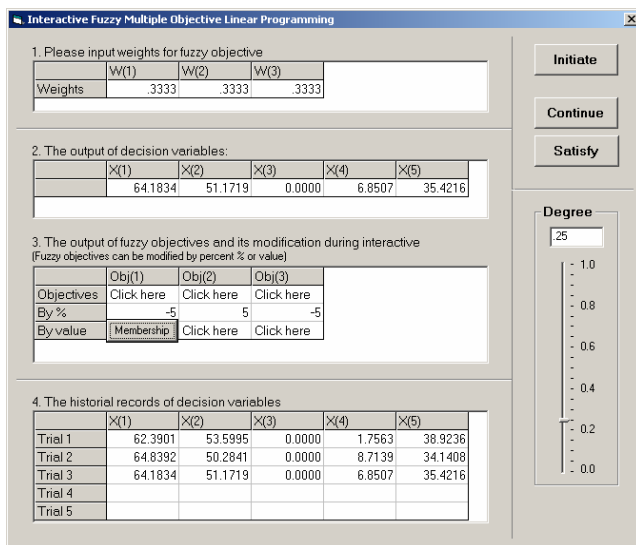 Interactive Fuzzy Multiple Objective Linear Programming
1. Please input weights for fuzzy objective
W(1) W(2) W(3)
Weights .3333 .3333 .3333
2. The output of decision variables:
X(1) X(2) X(3) X(4) X(5)
64.1834 51.1719 0.0000 6.8507 35.4216
3. The output of fuzzy objectives and its modification during interactive
(Fuzzy objectives can be modified by percent % or value)
Obj(1) Obj(2) Obj(3)
Objectives Click here Click here Click here
By % -5 5 -5
By value Membership Click here Click here
4. The historical records of decision variables
X(1) X(2) X(3) X(4) X(5)
Trial 1 62.3901 53.5995 0.0000 1.7563 38.9236
Trial 2 64.8392 50.2841 0.0000 8.7139 34.1408
Trial 3 64.1834 51.1719 0.0000 6.8507 35.4216
Trial 4
Trial 5
Initiate
Continue
Satisfy
Degree
.25
1.0
0.8
0.6
0.4
0.2
0.0